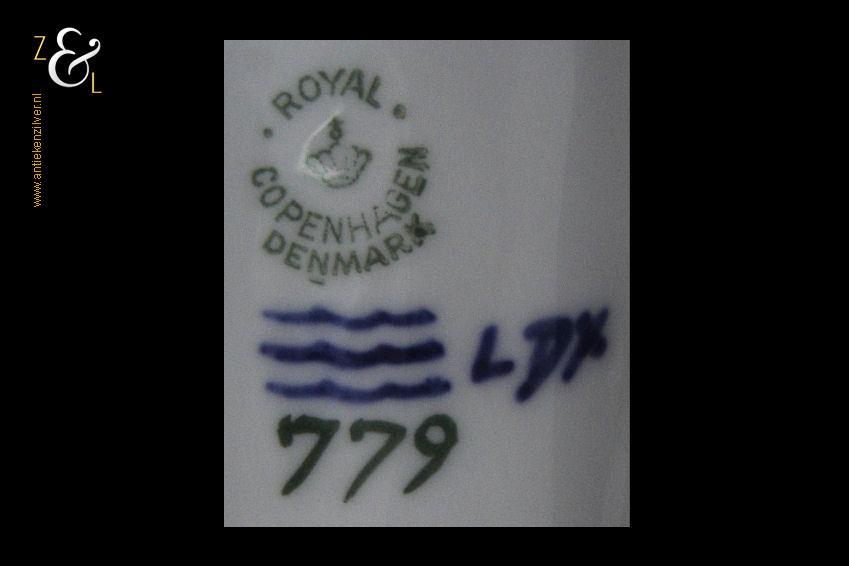 Z & L
www.antiekenzilver.nl
ROYAL
COPENHAGEN
DENMARK
779